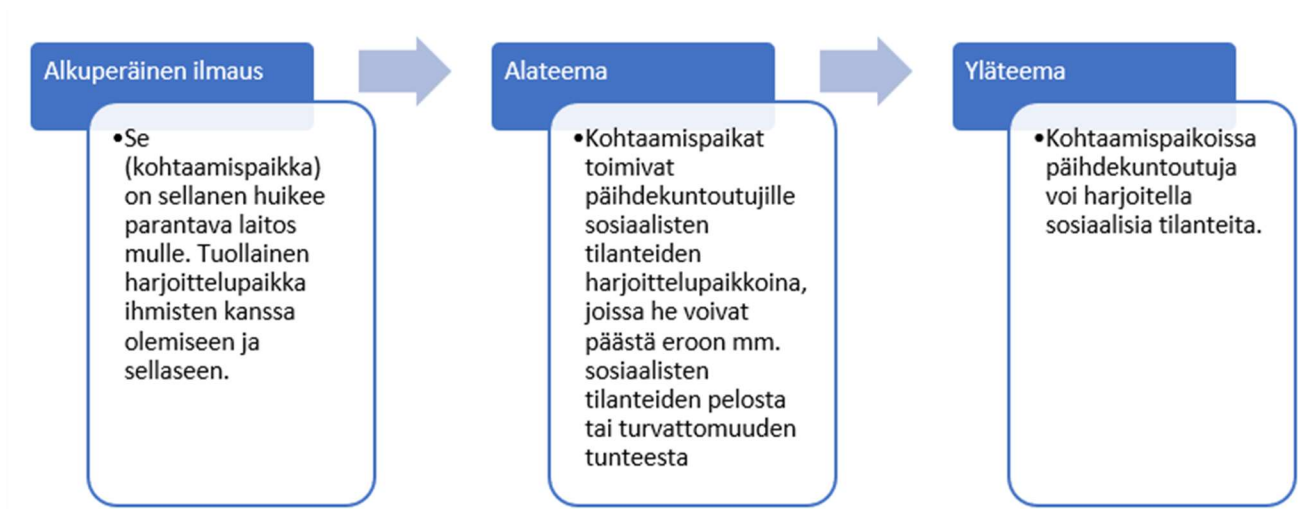 Alkuperäinen ilmaus
•Se
(kohtaamispaikka)
on sellanen huikee
parantava laitos
mulle. Tuollainen
harjoittelupaikka
ihmisten kanssa
olemiseen ja
sellaseen.
Alateema
•Kohtaamispaikat
toimivat
päihdekuntoutujille
sosiaalisten
tilanteiden
harjoittelupaikkoina,
joissa he voivat
päästä eroon mm.
sosiaalisten
tilanteiden pelosta
tai turvattomuuden
tunteesta
Yläteema
•Kohtaamispaikoissa
päihdekuntoutuja
voi harjoitella
sosiaalisia tilanteita.